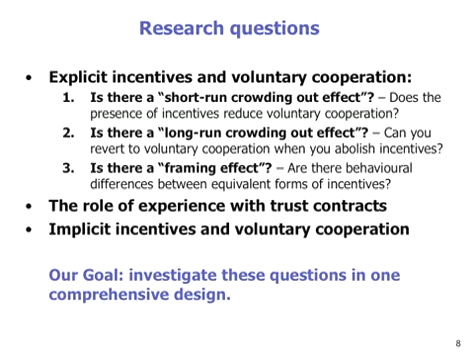 Research questions
• Explicit incentives and voluntary cooperation:
1. Is there a “short-run crowding out effect”? – Does the
presence of incentives reduce voluntary cooperation?
2. Is there a “long-run crowding out effect”? – Can you
revert to voluntary cooperation when you abolish incentives?
3. Is there a “framing effect”? – Are there behavioural
differences between equivalent forms of incentives?
• The role of experience with trust contracts
• Implicit incentives and voluntary cooperation
Our Goal: investigate these questions in one
comprehensive design.
8